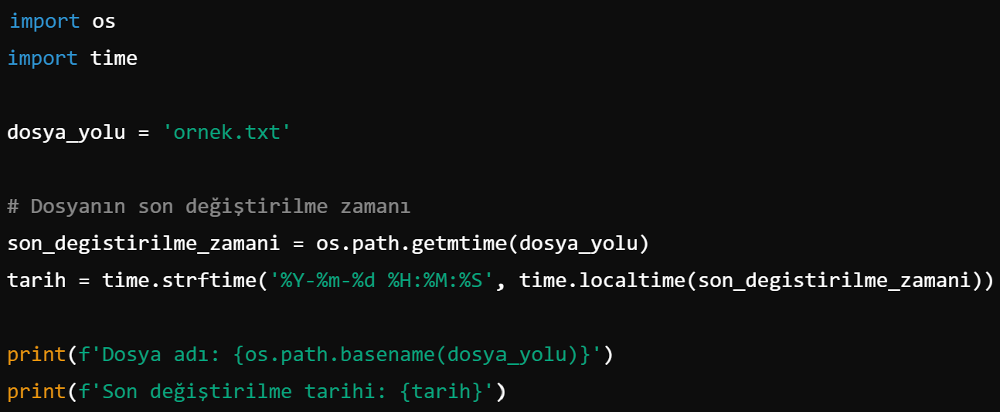 import os
import time
dosya_yolu = 'ornek.txt'
# Dosyanın son değiştirilme zamanı
son_degistirilme_zamani = os.path.getmtime(dosya_yolu)
tarih = time.strftime('%Y-%m-%d %H:%M:%S', time.localtime(son_degistirilme_zamani))
print(f'Dosya adı: {os.path.basename(dosya_yolu)}')
print(f'Son değiştirilme tarihi: {tarih}')